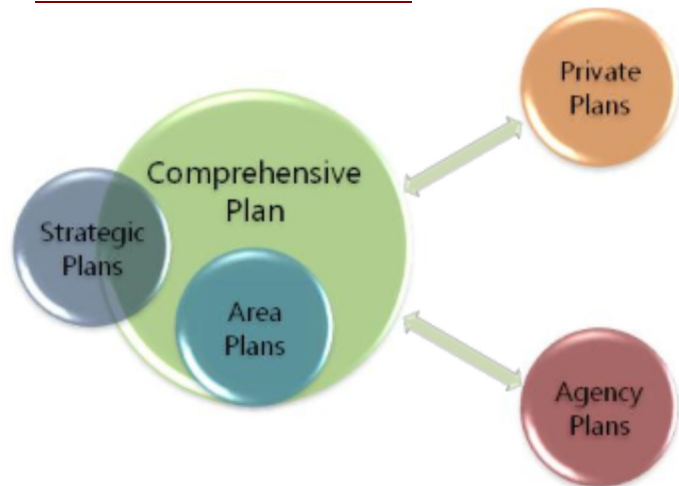 Private
Plans
Comprehensive
Plan
Strategic
Plans
Area
Plans
Agency
Plans